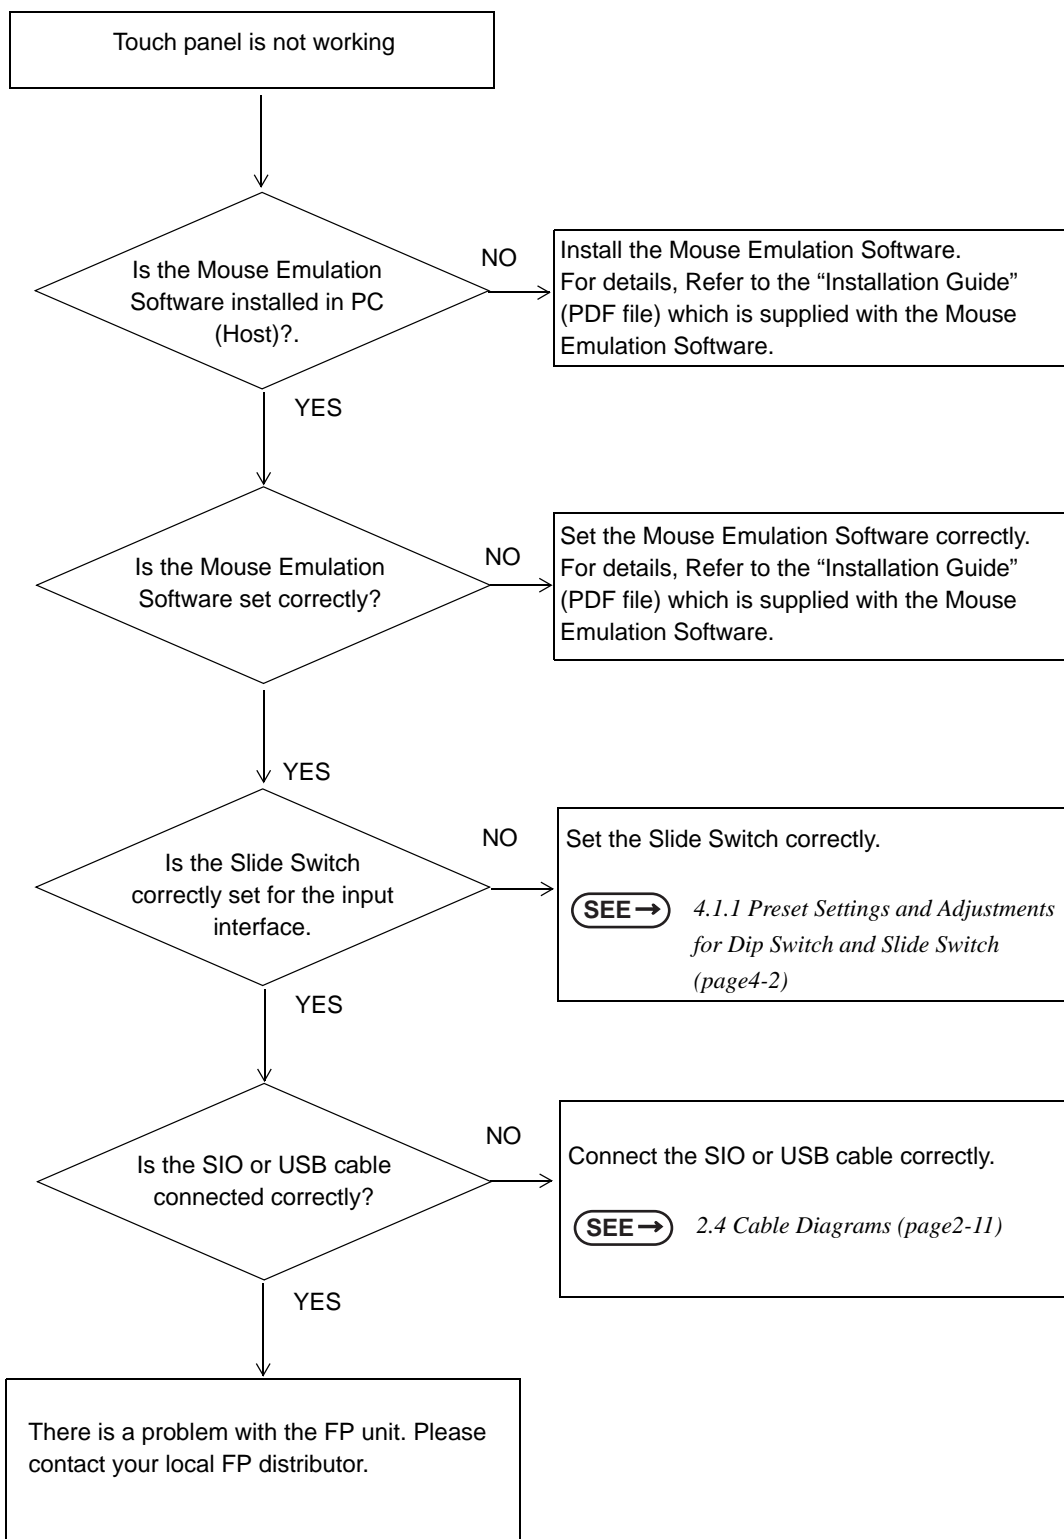 Touch panel is not working
Is the Mouse Emulation
Software installed in PC
(Host)?.
NO
Install the Mouse Emulation Software.
For details, Refer to the “Installation Guide”
(PDF file) which is supplied with the Mouse
Emulation Software.
YES
Is the Mouse Emulation
Software set correctly?
NO
Set the Mouse Emulation Software correctly.
For details, Refer to the “Installation Guide”
(PDF file) which is supplied with the Mouse
Emulation Software.
YES
Is the Slide Switch
correctly set for the input
interface.
NO
Set the Slide Switch correctly.
SEE→ 4.1.1 Preset Settings and Adjustments
for Dip Switch and Slide Switch
(page4-2)
YES
Is the SIO or USB cable
connected correctly?
NO
Connect the SIO or USB cable correctly.
SEE→ 2.4 Cable Diagrams (page2-11)
YES
There is a problem with the FP unit. Please
contact your local FP distributor.